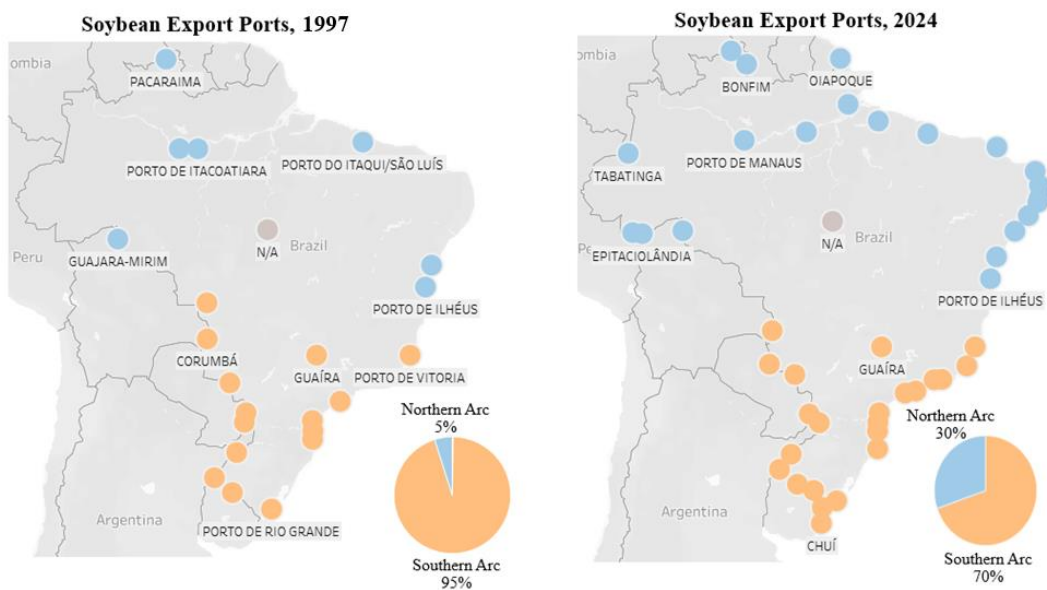 Soybean Export Ports, 1997
ombia
PACARAIMA
PORTO DE ITACOATIARA
PORTO DO ITAQUI/SÃO LUÍS
N/A
Brazil
Peru
GUAJARA-MIRIM
PORTO DE ILHÉUS
CORUMBÁ
GUAÍRA
PORTO DE VITORIA
Northern Arc
5%
Argentina
PORTO DE RIO GRANDE
Southern Arc
95%
Soybean Export Ports, 2024
ombia
BONFIM
OIAPOQUE
PORTO DE MANAUS
TABATINGA
N/A
Brazil
Peru
EPITACIOLÂNDIA
PORTO DE ILHÉUS
GUAÍRA
Northern Arc
30%
Argentina
CHUÍ
Southern Arc
70%